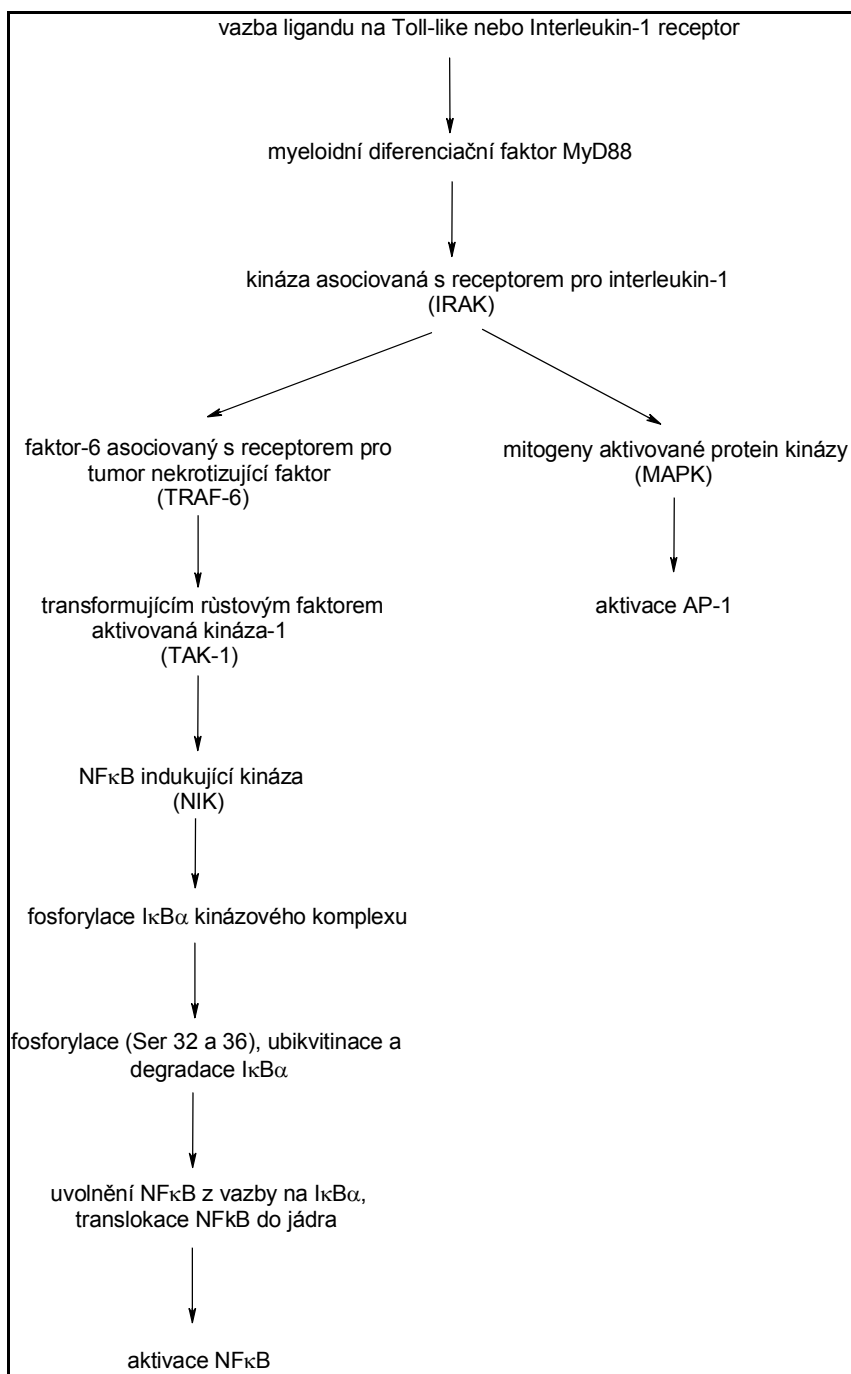 vazba ligandu na Toll-like nebo Interleukin-1 receptor
myeloidní diferenciační faktor MyD88
kináza asociovaná s receptorem pro interleukin-1
(IRAK)
faktor-6 asociovaný s receptorem pro
tumor nekrotizující faktor
(TRAF-6)
mitogeny aktivované protein kinázy
(MAPK)
transformujícím rùstovým faktorem
aktivovaná kináza-1
(TAK-1)
aktivace AP-1
NFκB indukující kináza
(NIK)
fosforylace IκBα kinázového komplexu
fosforylace (Ser 32 a 36), ubikvitinace a
degradace IκBα
uvolnění NFκB z vazby na IκBα,
translokace NFkB do jádra
aktivace NFκB